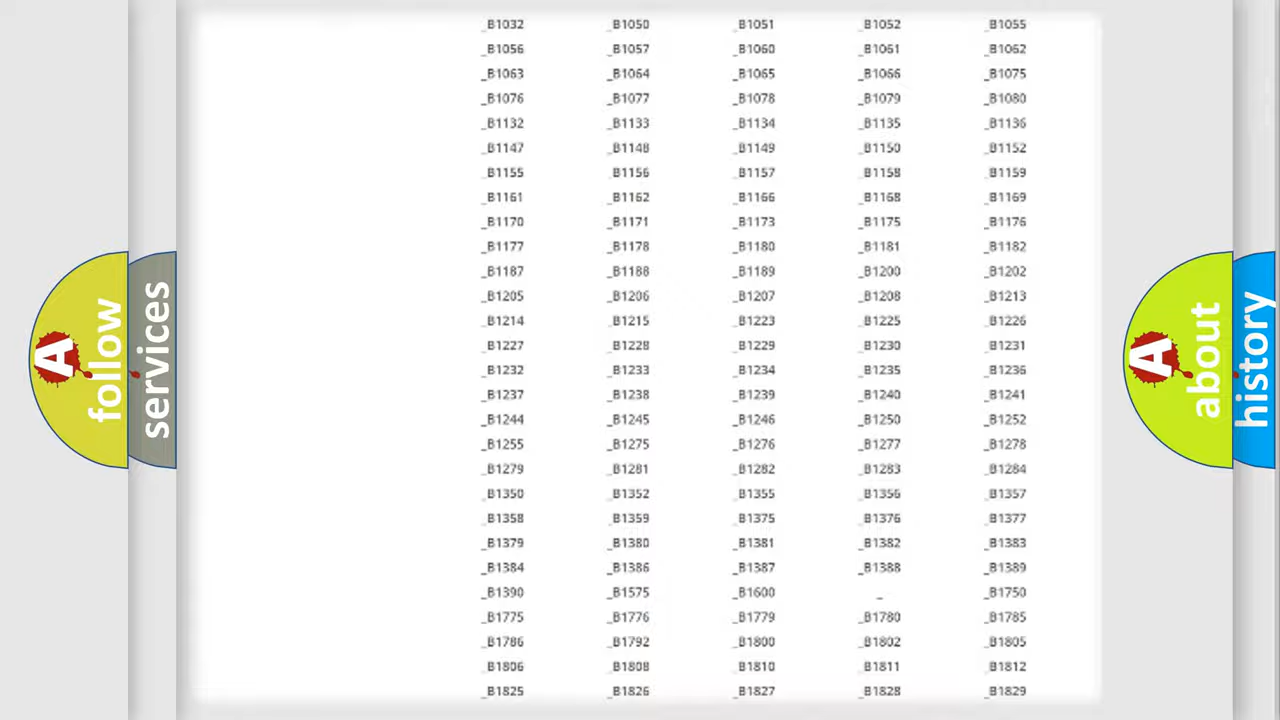 _B1032 _B1050 _B1051 _B1052 _B1055
_B1056 _B1057 _B1060 _B1061 _B1062
_B1063 _B1064 _B1065 _B1066 _B1075
_B1076 _B1077 _B1078 _B1079 _B1080
_B1132 _B1133 _B1134 _B1135 _B1136
_B1147 _B1148 _B1149 _B1150 _B1152
_B1155 _B1156 _B1157 _B1158 _B1159
_B1161 _B1162 _B1166 _B1168 _B1169
_B1170 _B1171 _B1173 _B1175 _B1176
_B1177 _B1178 _B1180 _B1181 _B1182
_B1187 _B1188 _B1189 _B1200 _B1202
_B1205 _B1206 _B1207 _B1208 _B1213
_B1214 _B1215 _B1223 _B1225 _B1226
_B1227 _B1228 _B1229 _B1230 _B1231
_B1232 _B1233 _B1234 _B1235 _B1236
_B1237 _B1238 _B1239 _B1240 _B1241
_B1244 _B1245 _B1246 _B1250 _B1252
_B1255 _B1275 _B1276 _B1277 _B1278
_B1279 _B1281 _B1282 _B1283 _B1284
_B1350 _B1352 _B1355 _B1356 _B1357
_B1358 _B1359 _B1375 _B1376 _B1377
_B1379 _B1380 _B1381 _B1382 _B1383
_B1384 _B1386 _B1387 _B1388 _B1389
_B1390 _B1575 _B1600 _ _B1750
_B1775 _B1776 _B1779 _B1780 _B1785
_B1786 _B1792 _B1800 _B1802 _B1805
_B1806 _B1808 _B1810 _B1811 _B1812
_B1825 _B1826 _B1827 _B1828 _B1829
A follow
services
A about
history